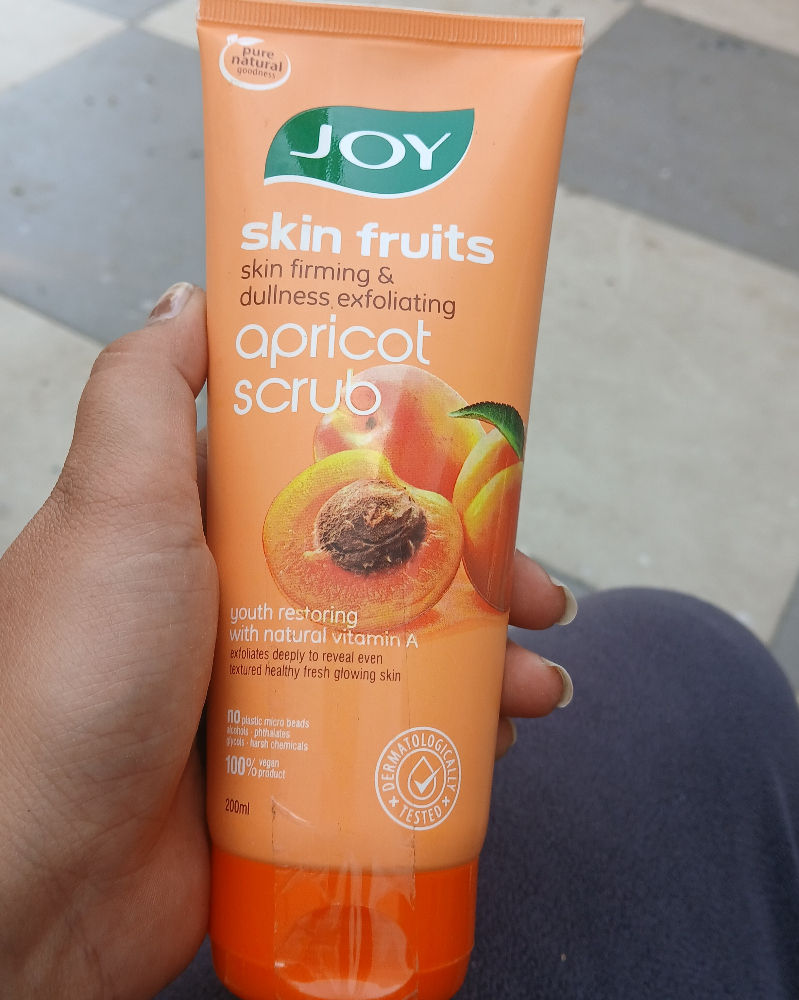 pure
natural
goodness
JOY
skin fruits
skin firming &
dullness exfoliating
apricot
scrub
youth restoring
with natural vitamin A
exfoliates deeply to reveal even
textured healthy fresh glowing skin
no plastic micro beads
alcohols · phthalates
glycols · harsh chemicals
100% vegan
product
DERMATOLOGICALLY
TESTED
200ml